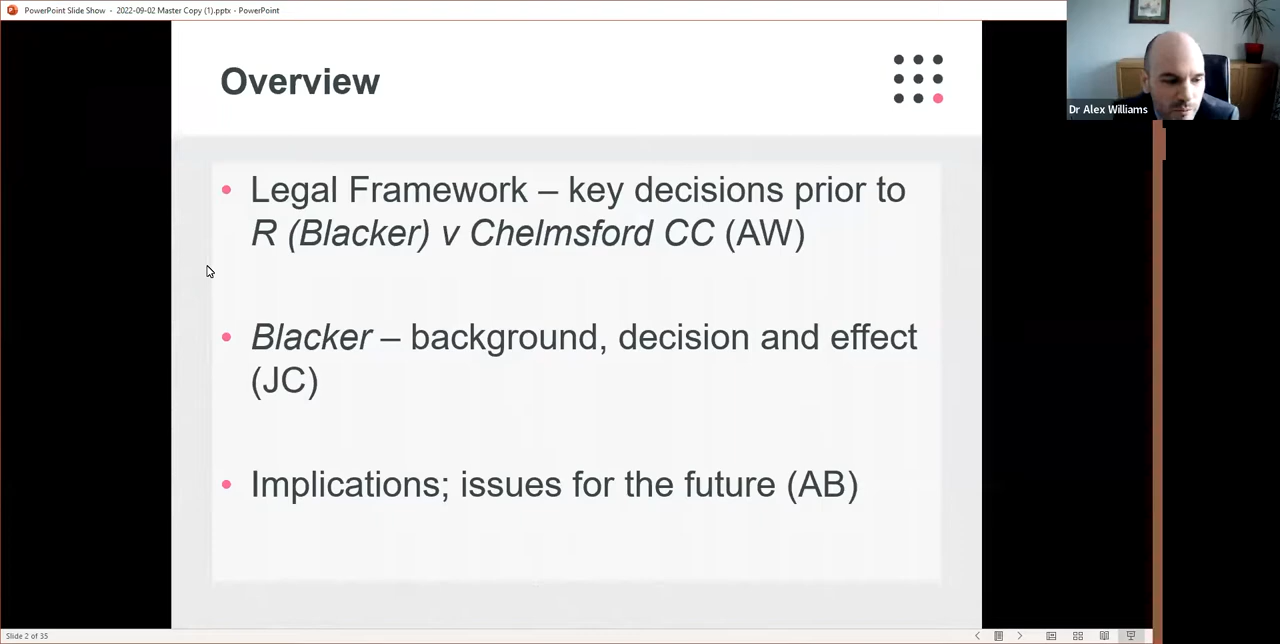 PowerPoint Slide Show - 2022-09-02 Master Copy (1).pptx - PowerPoint
Dr Alex Williams
Overview
• Legal Framework – key decisions prior to
R (Blacker) v Chelmsford CC (AW)
• Blacker – background, decision and effect
(JC)
• Implications; issues for the future (AB)
Slide 2 of 35